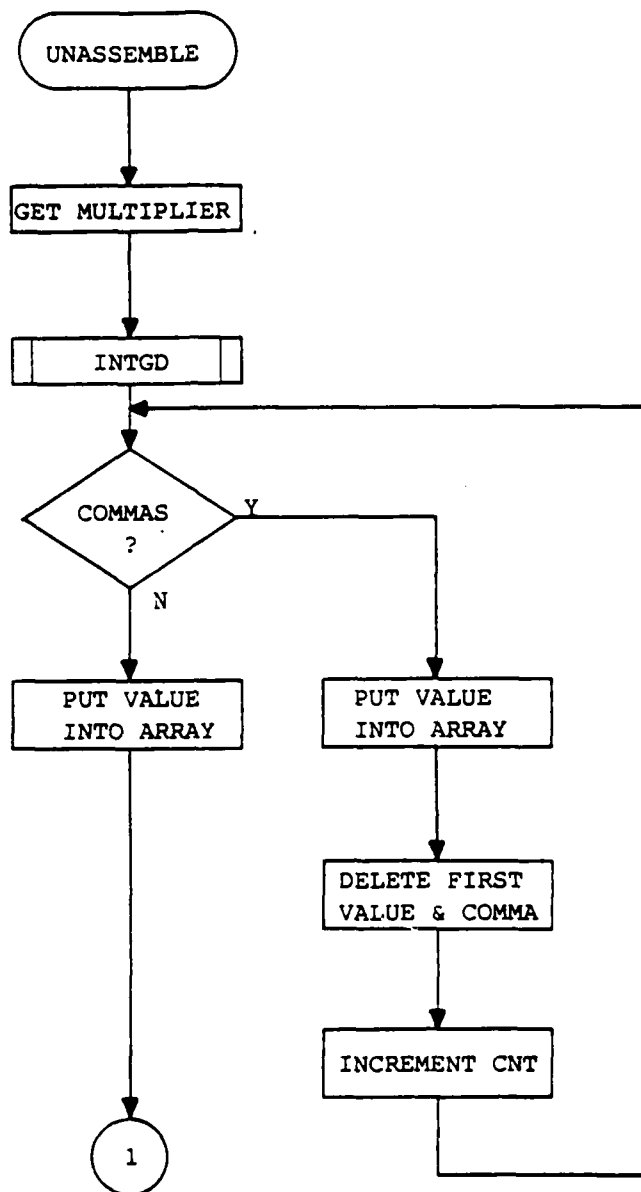 UNASSEMBLE
GET MULTIPLIER
INTGD
COMMAS
?
Y
N
PUT VALUE
INTO ARRAY
PUT VALUE
INTO ARRAY
DELETE FIRST
VALUE & COMMA
INCREMENT CNT
1